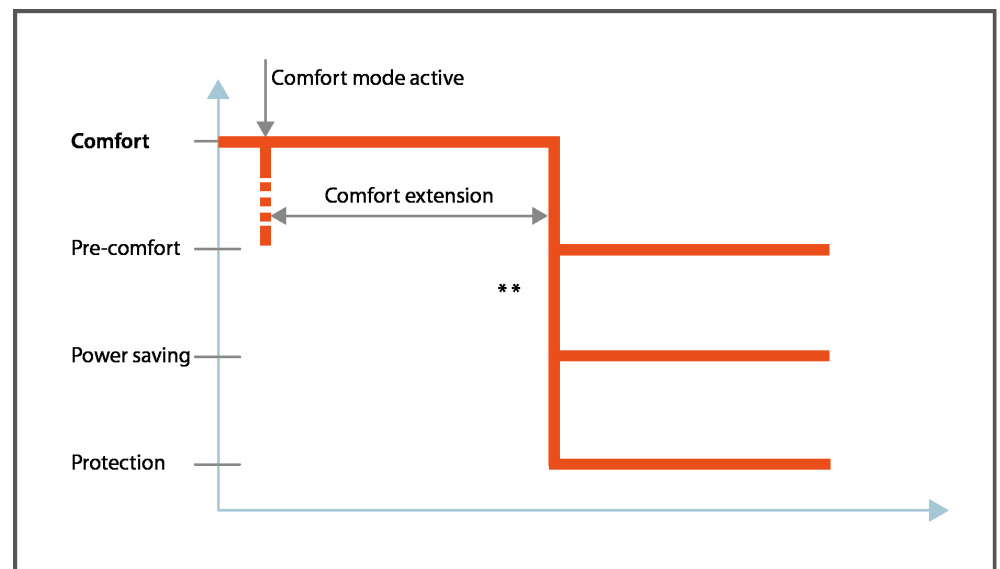 Comfort mode active
Comfort
Comfort extension
Pre-comfort
**
Power saving
Protection